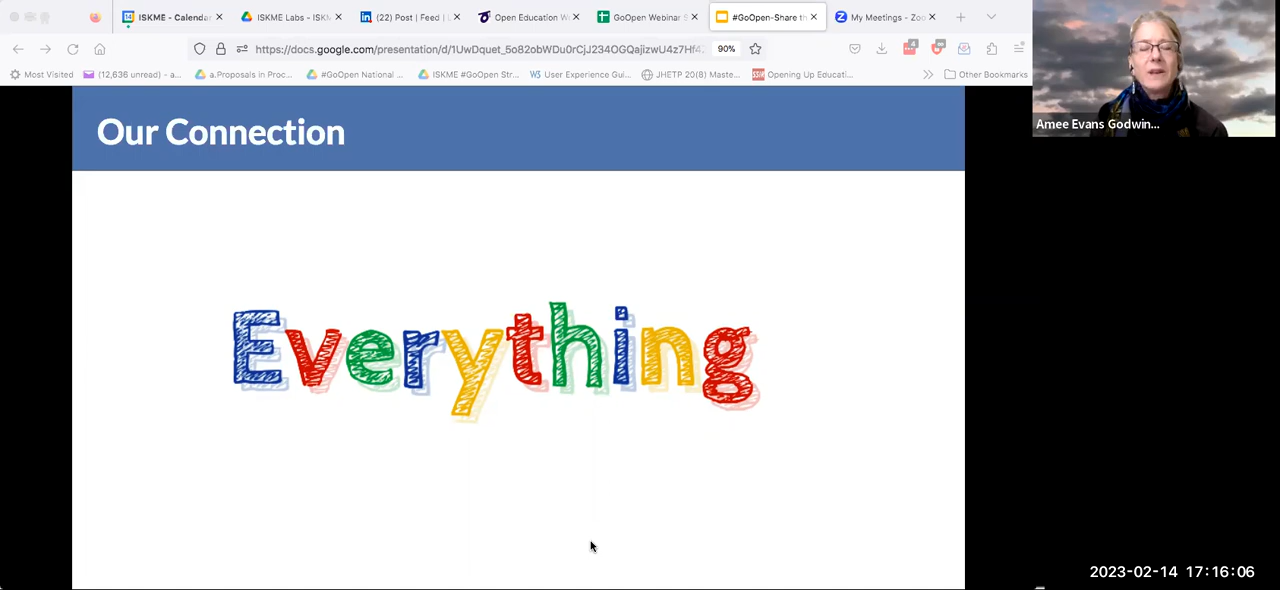 ISKME - Calendar
ISKME Labs - ISKM
(22) Post | Feed | L
Open Education W
GoOpen Webinar S
#GoOpen-Share th
My Meetings - Zoo
https://docs.google.com/presentation/d/1UwDquet_5o82obWDu0rCjJ234OGQajizwU4z7Hf4
90%
Most Visited
(12,636 unread) - a...
a.Proposals in Proc...
#GoOpen National ...
ISKME #GoOpen Str...
User Experience Gui...
JHETP 20(8) Maste...
Opening Up Educati...
Other Bookmarks
Amee Evans Godwin...
Our Connection
Everything
2023-02-14 17:16:06